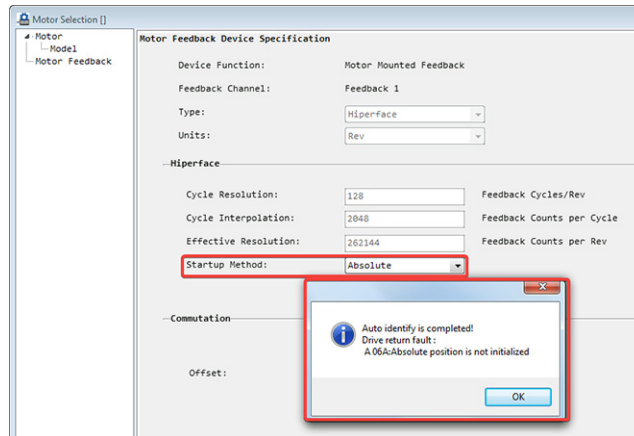 Motor Selection []
Motor
Model
Motor Feedback
Motor Feedback Device Specification
Device Function: Motor Mounted Feedback
Feedback Channel: Feedback 1
Type: Hiperface
Units: Rev
Hiperface
Cycle Resolution: 128 Feedback Cycles/Rev
Cycle Interpolation: 2048 Feedback Counts per Cycle
Effective Resolution: 262144 Feedback Counts per Rev
Startup Method: Absolute
Commutation
Auto identify is completed!
Drive return fault :
A 06A:Absolute position is not initialized
Offset:
OK